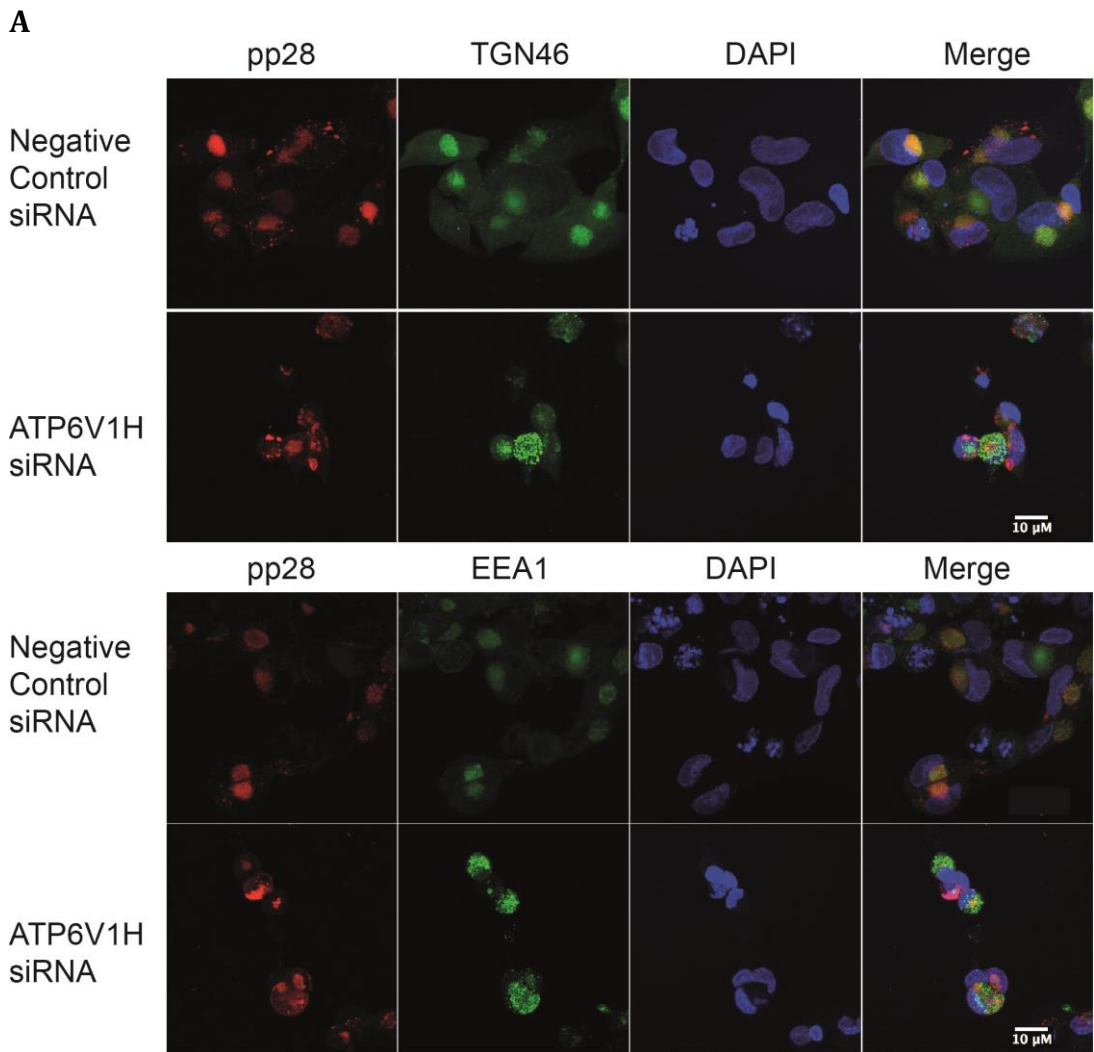 A
pp28 TGN46 DAPI Merge
Negative
Control
siRNA
ATP6V1H
siRNA
10 µM
pp28 EEA1 DAPI Merge
Negative
Control
siRNA
ATP6V1H
siRNA
10 µM